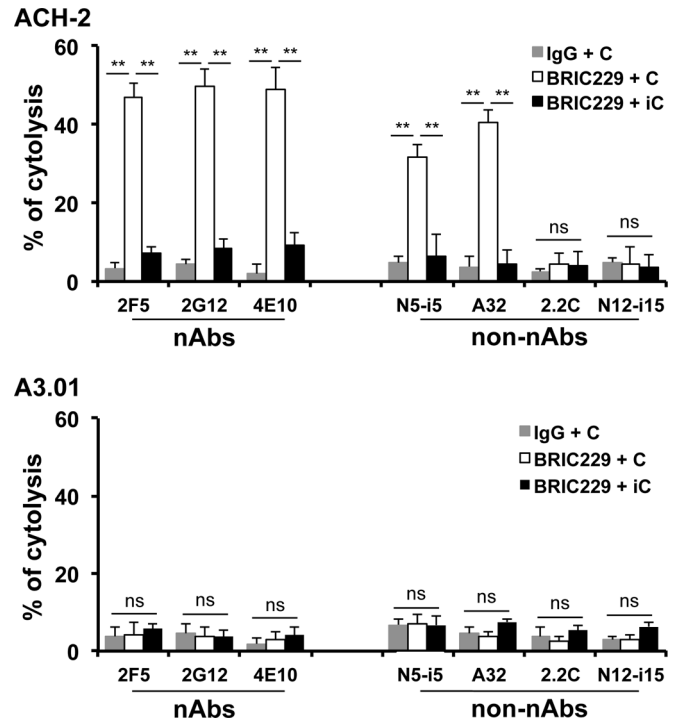 ACH-2
60
40
20
0
% of cytolysis
IgG + C
BRIC229 + C
BRIC229 + iC
** ** ** ** ** ** ** ** ** ** ns ns
2F5 2G12 4E10 N5-i5 A32 2.2C N12-i15
nAbs non-nAbs
A3.01
60
40
20
0
% of cytolysis
IgG + C
BRIC229 + C
BRIC229 + iC
ns ns ns ns ns ns ns
2F5 2G12 4E10 N5-i5 A32 2.2C N12-i15
nAbs non-nAbs